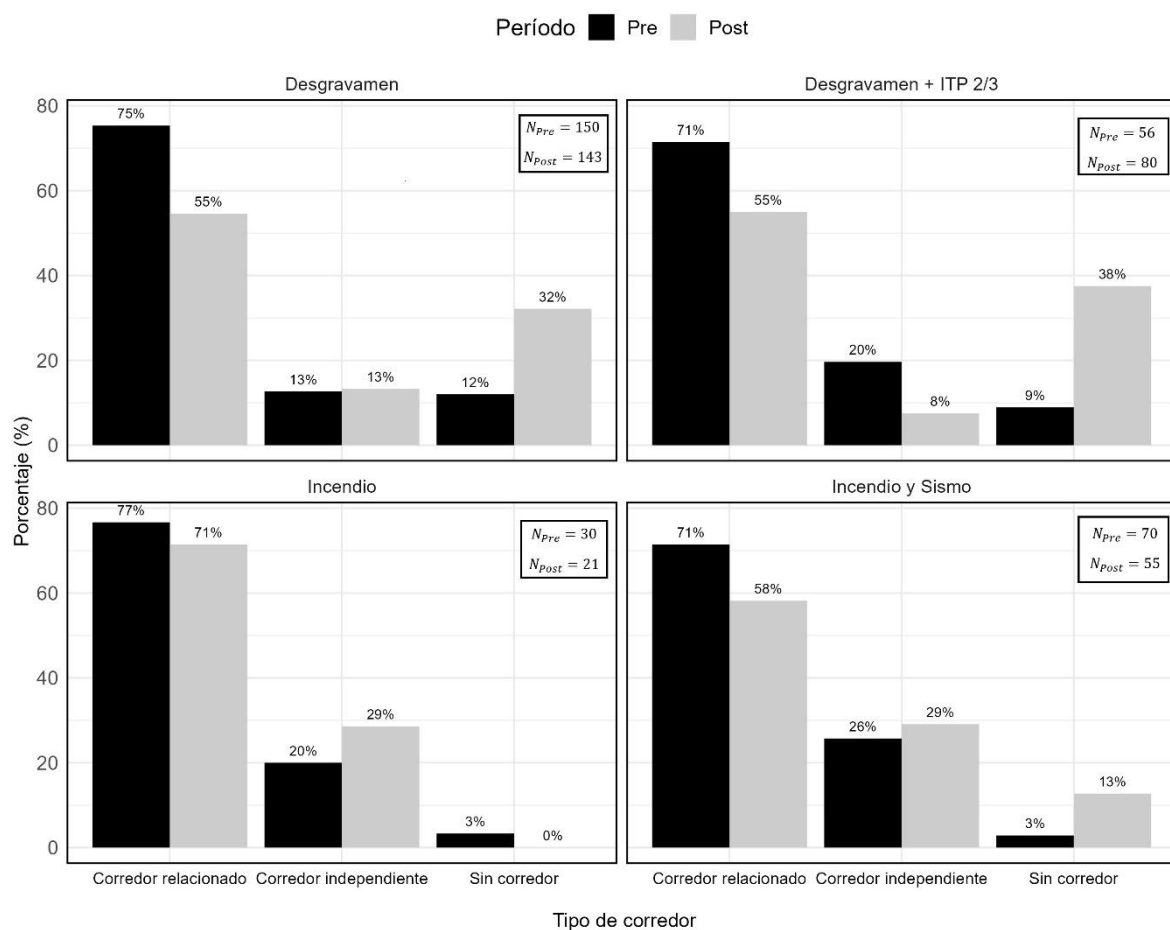 Período Pre Post
Desgravamen
Desgravamen + ITP 2/3
Porcentaje (%)
80
60
40
20
0
75%
55%
13%
13%
12%
32%
N_Pre = 150
N_Post = 143
71%
55%
20%
8%
9%
38%
N_Pre = 56
N_Post = 80
Incendio
Incendio y Sismo
80
60
40
20
0
77%
71%
20%
29%
3%
0%
N_Pre = 30
N_Post = 21
71%
58%
26%
29%
3%
13%
N_Pre = 70
N_Post = 55
Corredor relacionado Corredor independiente Sin corredor
Corredor relacionado Corredor independiente Sin corredor
Tipo de corredor